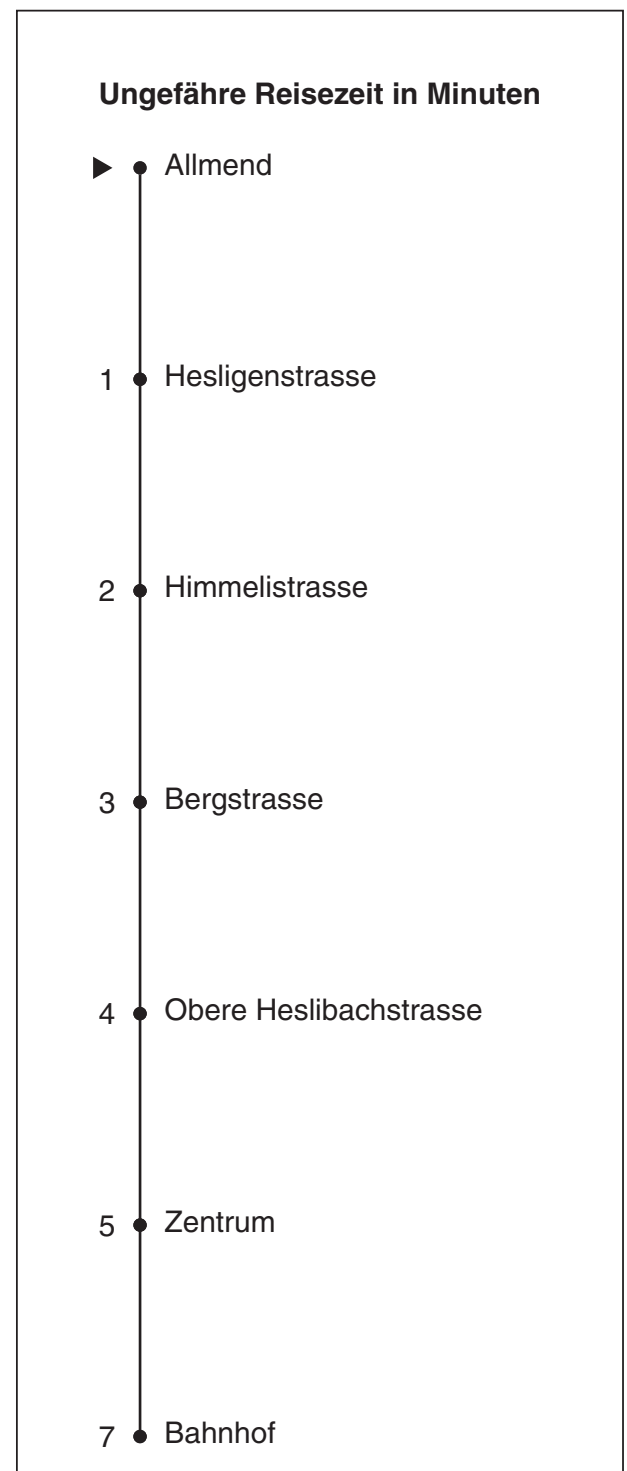 Ungefähre Reisezeit in Minuten
Allmend
1 Hesligenstrasse
2 Himmelistrasse
3 Bergstrasse
4 Obere Heslibachstrasse
5 Zentrum
7 Bahnhof